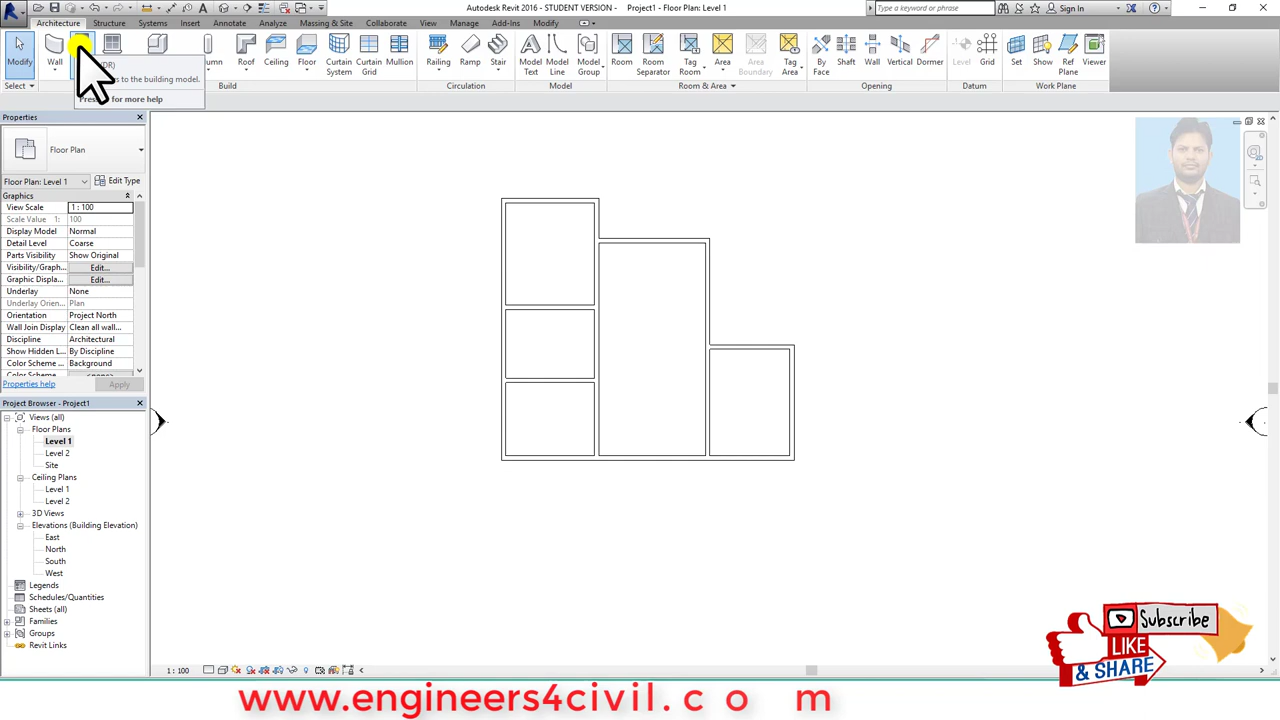 Autodesk Revit 2016 - STUDENT VERSION - Project1 - Floor Plan: Level 1
Type a keyword or phrase
Sign In
Architecture Structure Systems Insert Annotate Analyze Massing & Site Collaborate View Manage Add-Ins Modify
Modify
Wall
Roof
Ceiling
Floor
Curtain System
Curtain Grid
Mullion
Railing
Ramp
Stair
Model Text
Model Line
Model Group
Room
Room Separator
Tag Room
Area
Area Boundary
Tag Area
By Face
Shaft
Wall
Vertical
Dormer
Level
Grid
Set
Show
Ref Plane
Viewer
Select
Build
Circulation
Model
Room & Area
Opening
Datum
Work Plane
to the building model.
for more help
Properties
Floor Plan
Floor Plan: Level 1
Edit Type
Graphics
View Scale 1 : 100
Scale Value 1: 100
Display Model Normal
Detail Level Coarse
Parts Visibility Show Original
Visibility/Graph... Edit...
Graphic Displa... Edit...
Underlay None
Underlay Orien... Plan
Orientation Project North
Wall Join Display Clean all wall...
Discipline Architectural
Show Hidden L... By Discipline
Color Scheme ... Background
Color Scheme <none>
Properties help
Apply
Project Browser - Project1
Views (all)
Floor Plans
Level 1
Level 2
Site
Ceiling Plans
Level 1
Level 2
3D Views
Elevations (Building Elevation)
East
North
South
West
Legends
Schedules/Quantities
Sheets (all)
Families
Groups
Revit Links
1 : 100
Subscribe
LIKE
& SHARE
www.engineers4civil. c o m